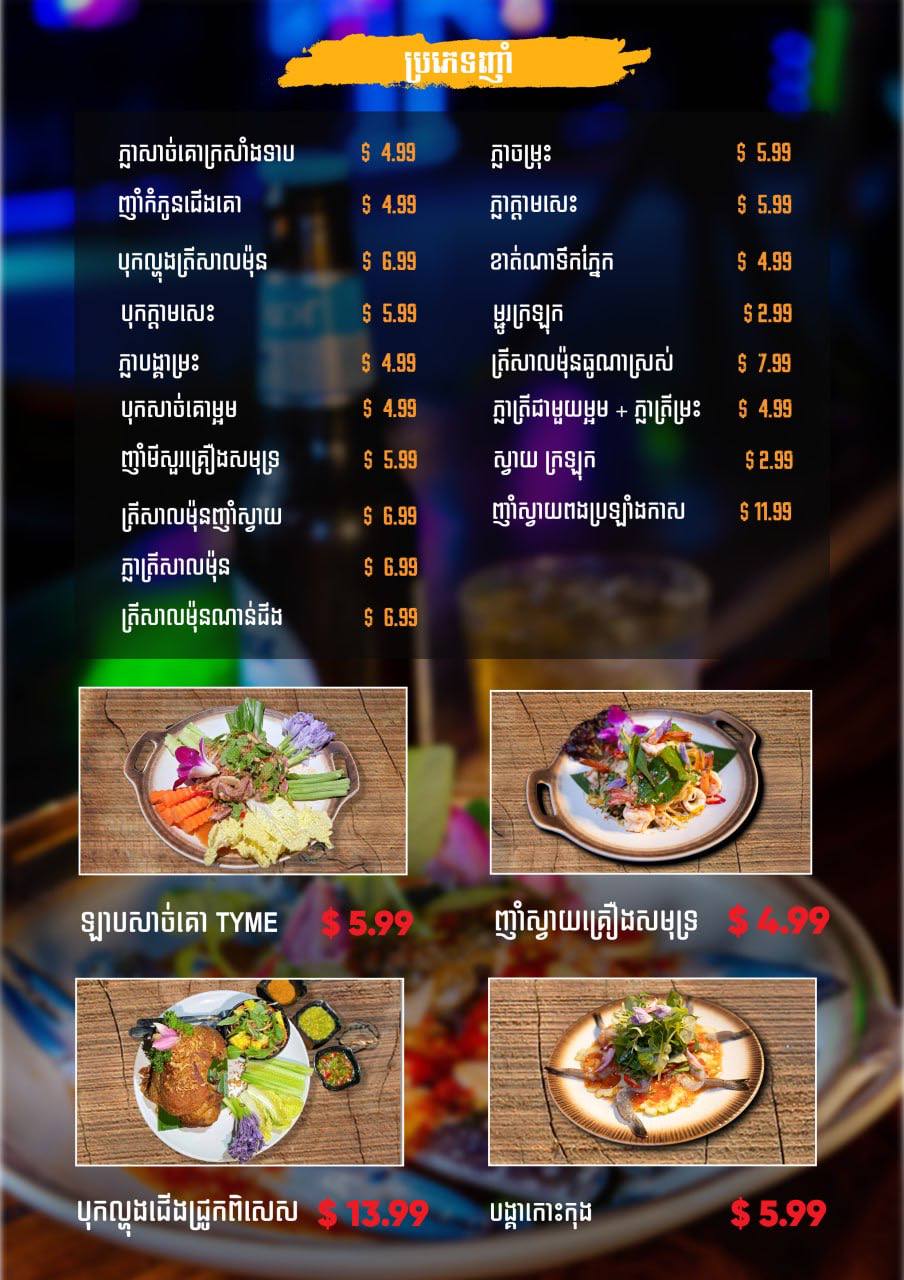 ប្រភេទញាំ
ភ្លាសាច់គោក្រសាំងទាប $ 4.99
ញាំកំភូនជើងគោ $ 4.99
បុកល្ហុងត្រីសាលម៉ុន $ 6.99
បុកក្តាមសេះ $ 5.99
ភ្លាបង្គាម្រះ $ 4.99
បុកសាច់គោម្អម $ 4.99
ញាំមីសួរគ្រឿងសមុទ្រ $ 5.99
ត្រីសាលម៉ុនញាំស្វាយ $ 6.99
ភ្លាត្រីសាលម៉ុន $ 6.99
ត្រីសាលម៉ុនណាន់ជីង $ 6.99
ភ្លាចម្រុះ $ 5.99
ភ្លាក្តាមសេះ $ 5.99
ខាត់ណាទឹកភ្នែក $ 4.99
ម្ជូរក្រឡុក $ 2.99
ត្រីសាលម៉ុនធូណាស្រស់ $ 7.99
ភ្លាត្រីជាមួយម្អម + ភ្លាត្រីម្រះ $ 4.99
ស្វាយ ក្រឡុក $ 2.99
ញាំស្វាយពងប្រឡាំងកាស $ 11.99
ឡាបសាច់គោ TYME $ 5.99
ញាំស្វាយគ្រឿងសមុទ្រ $ 4.99
បុកល្ហុងជើងជ្រូកពិសេស $ 13.99
បង្គាកោះកុង $ 5.99